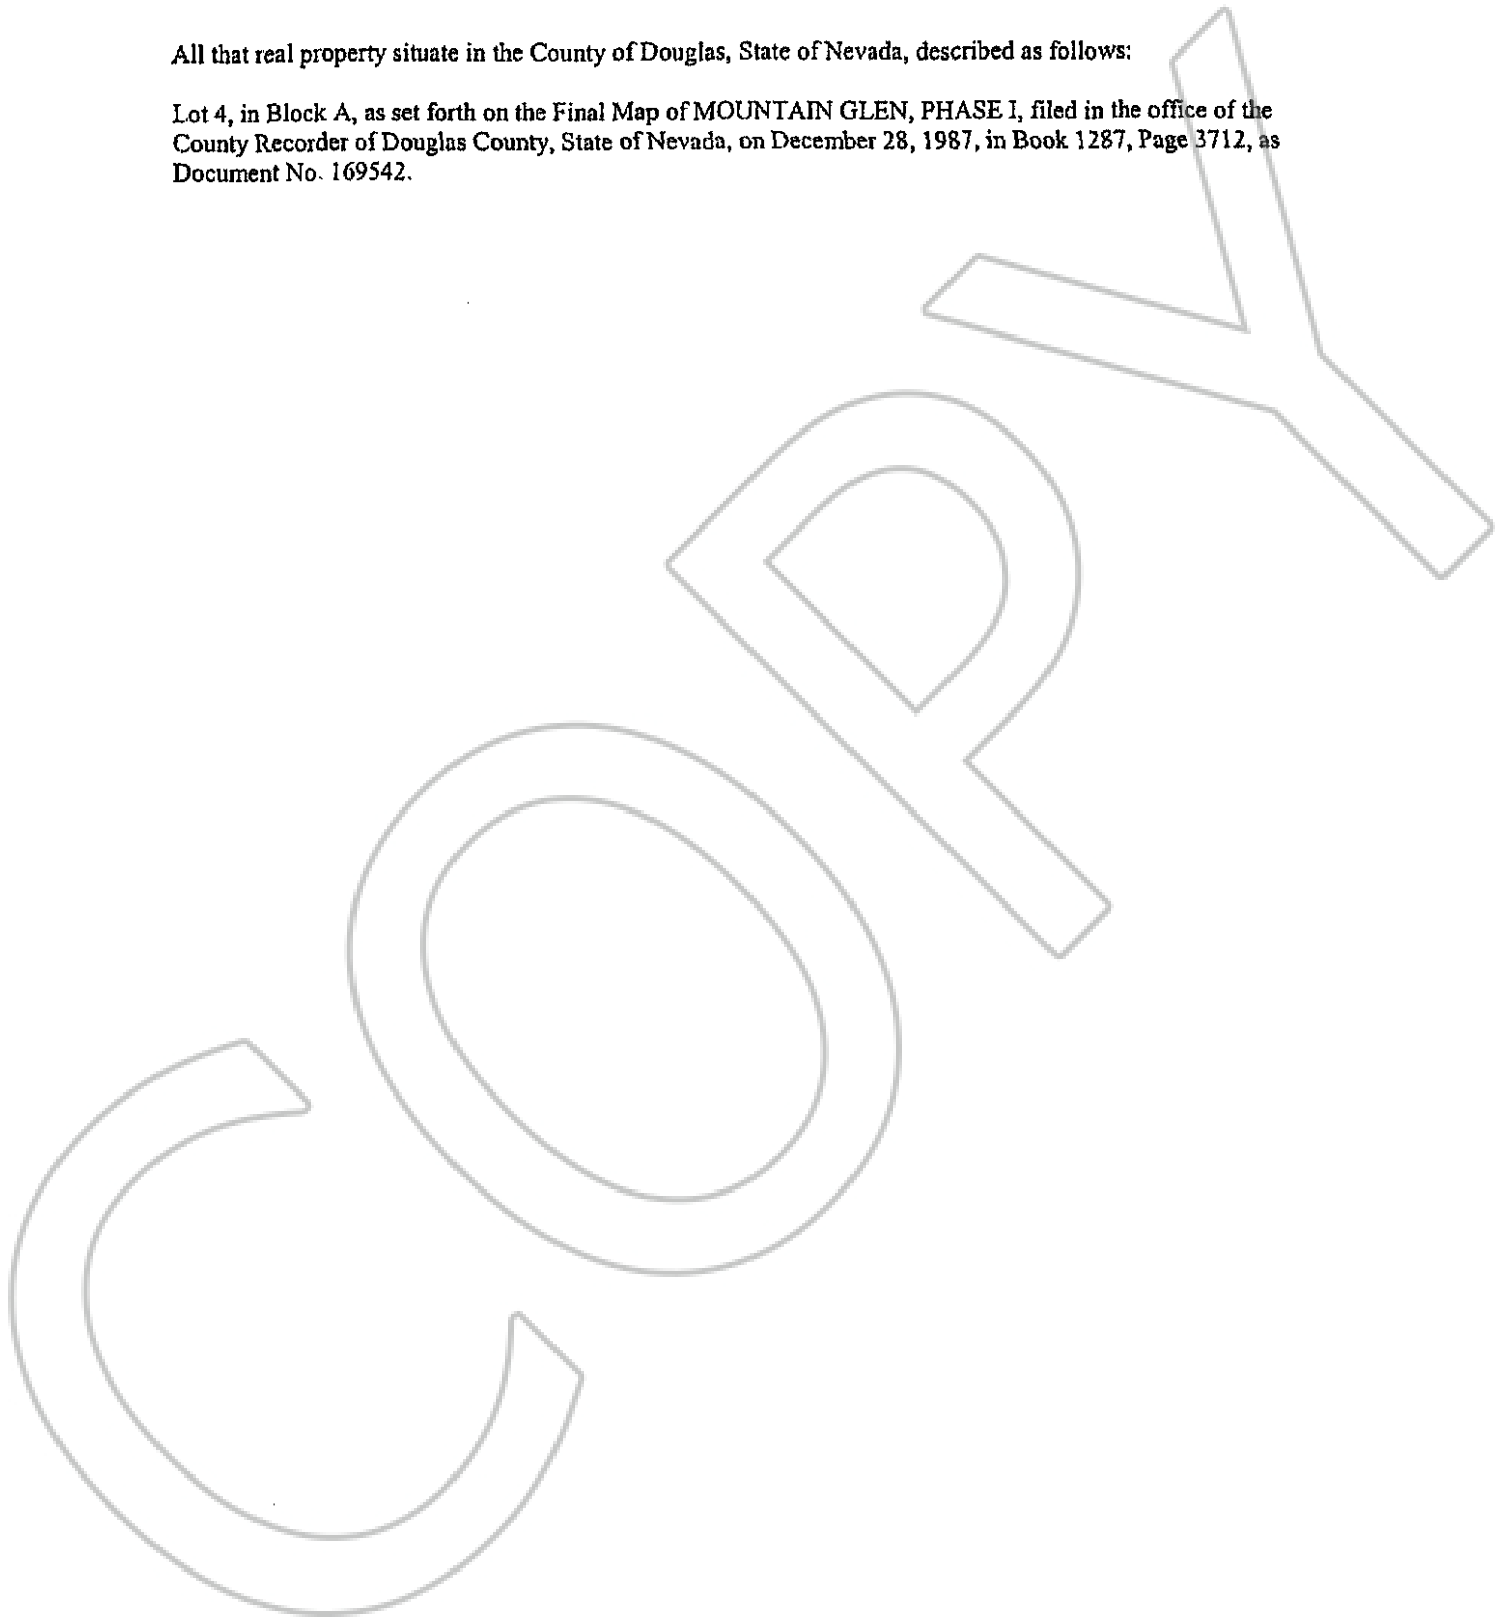 All that real property situate in the County of Douglas, State of Nevada, described as follows:
Lot 4, in Block A, as set forth on the Final Map of MOUNTAIN GLEN, PHASE I, filed in the office of the
County Recorder of Douglas County, State of Nevada, on December 28, 1987, in Book 1287, Page 3712, as
Document No. 169542.
COPY